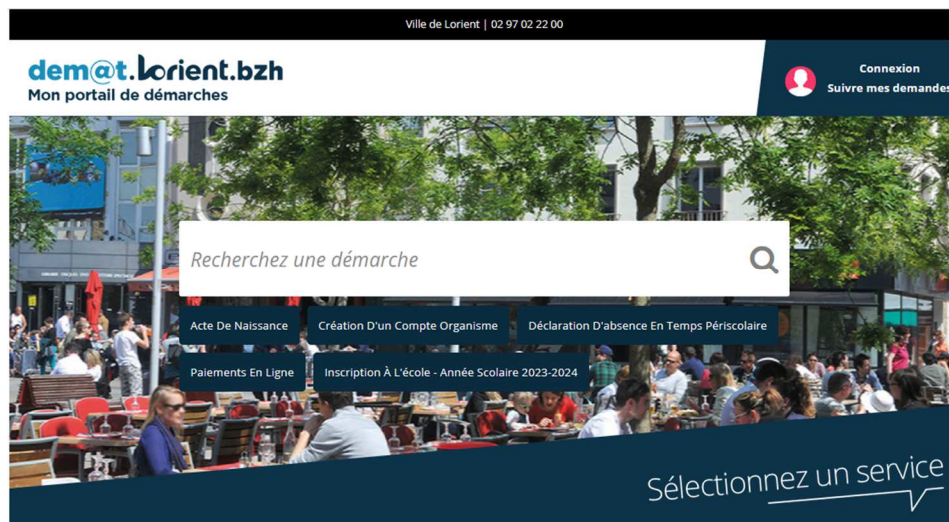 Ville de Lorient | 02 97 02 22 00
dem@t.lorient.bzh
Mon portail de démarches
Connexion
Suivre mes demandes
Recherchez une démarche
Acte De Naissance
Création D'un Compte Organisme
Déclaration D'absence En Temps Périscolaire
Paiements En Ligne
Inscription À L'école - Année Scolaire 2023-2024
Sélectionnez un service